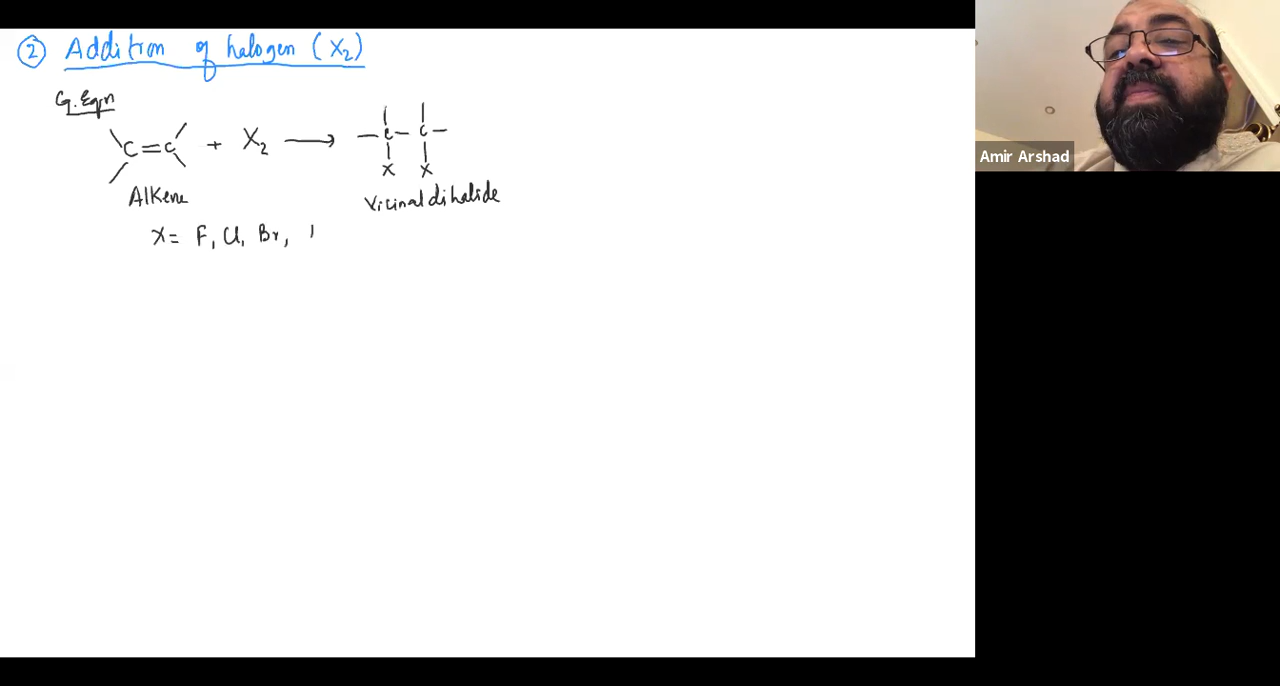 ② Addition of halogen (X₂)
G. Eqn
C=C + X₂ ⟶ -C-C-
X X
Alkene Vicinal dihalide
X= F, Cl, Br, I
Amir Arshad